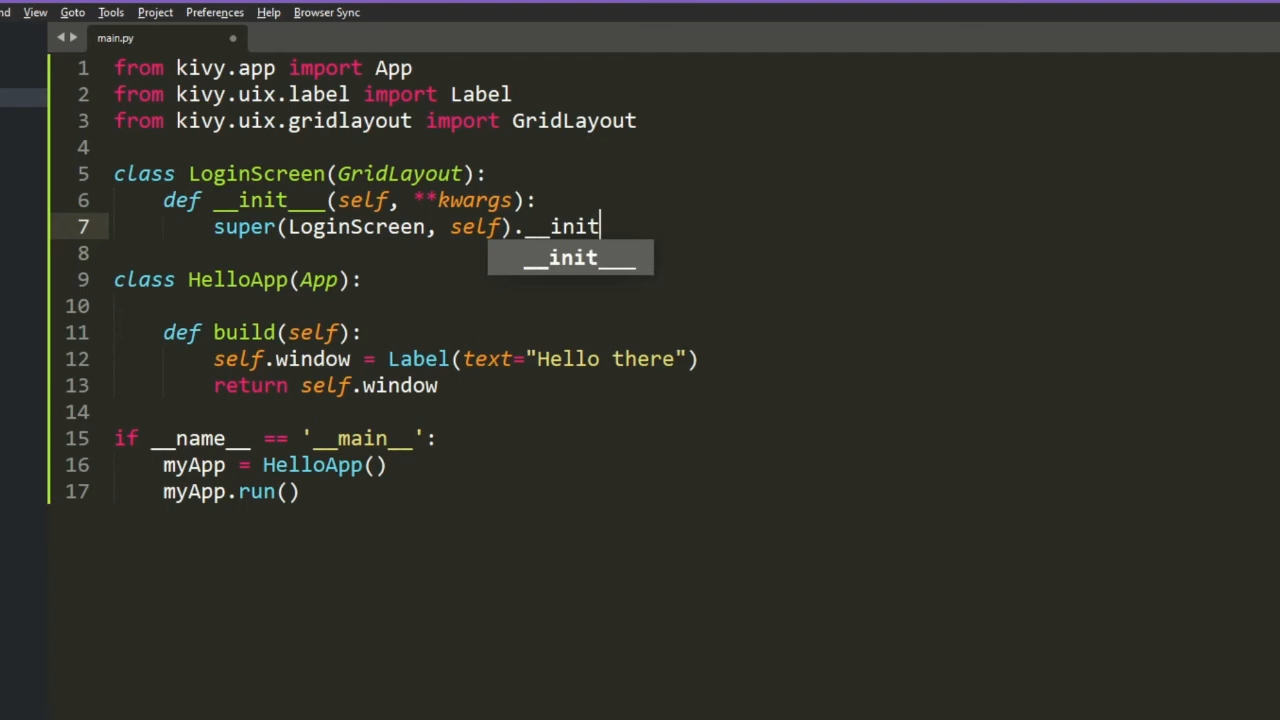 View Goto Tools Project Preferences Help Browser Sync
main.py
1 from kivy.app import App
2 from kivy.uix.label import Label
3 from kivy.uix.gridlayout import GridLayout
4
5 class LoginScreen(GridLayout):
6     def __init___(self, **kwargs):
7         super(LoginScreen, self).__init
__init___
8
9 class HelloApp(App):
10
11     def build(self):
12         self.window = Label(text="Hello there")
13         return self.window
14
15 if __name__ == '__main__':
16     myApp = HelloApp()
17     myApp.run()